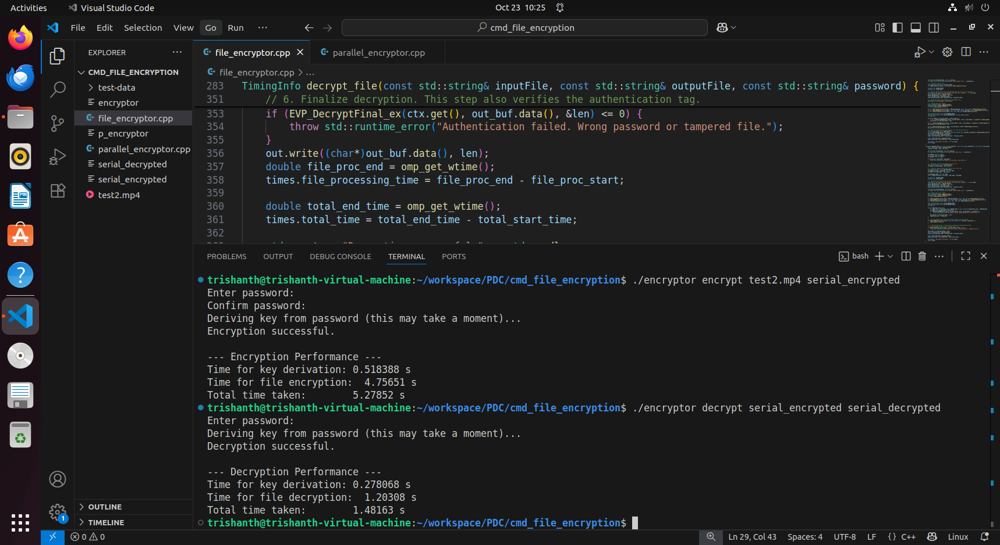 Activities
Visual Studio Code
Oct 23 10:25
File Edit Selection View Go Run ···
cmd_file_encryption
EXPLORER ···
CMD_FILE_ENCRYPTION
test-data
encryptor
file_encryptor.cpp
p_encryptor
parallel_encryptor.cpp
serial_decrypted
serial_encrypted
test2.mp4
OUTLINE
TIMELINE
file_encryptor.cpp
parallel_encryptor.cpp
file_encryptor.cpp > ...
283 TimingInfo decrypt_file(const std::string& inputFile, const std::string& outputFile, const std::string& password) {
351 // 6. Finalize decryption. This step also verifies the authentication tag.
353 if (EVP_DecryptFinal_ex(ctx.get(), out_buf.data(), &len) <= 0) {
354 throw std::runtime_error("Authentication failed. Wrong password or tampered file.");
355 }
356 out.write((char*)out_buf.data(), len);
357 double file_proc_end = omp_get_wtime();
358 times.file_processing_time = file_proc_end - file_proc_start;
359
360 double total_end_time = omp_get_wtime();
361 times.total_time = total_end_time - total_start_time;
362
PROBLEMS OUTPUT DEBUG CONSOLE TERMINAL PORTS
bash
trishanth@trishanth-virtual-machine:~/workspace/PDC/cmd_file_encryption$ ./encryptor encrypt test2.mp4 serial_encrypted
Enter password:
Confirm password:
Deriving key from password (this may take a moment)...
Encryption successful.
--- Encryption Performance ---
Time for key derivation: 0.518388 s
Time for file encryption: 4.75651 s
Total time taken: 5.27852 s
trishanth@trishanth-virtual-machine:~/workspace/PDC/cmd_file_encryption$ ./encryptor decrypt serial_encrypted serial_decrypted
Enter password:
Deriving key from password (this may take a moment)...
Decryption successful.
--- Decryption Performance ---
Time for key derivation: 0.278068 s
Time for file decryption: 1.20308 s
Total time taken: 1.48163 s
trishanth@trishanth-virtual-machine:~/workspace/PDC/cmd_file_encryption$
1
0 0
Ln 29, Col 43 Spaces: 4 UTF-8 LF {} C++ Linux